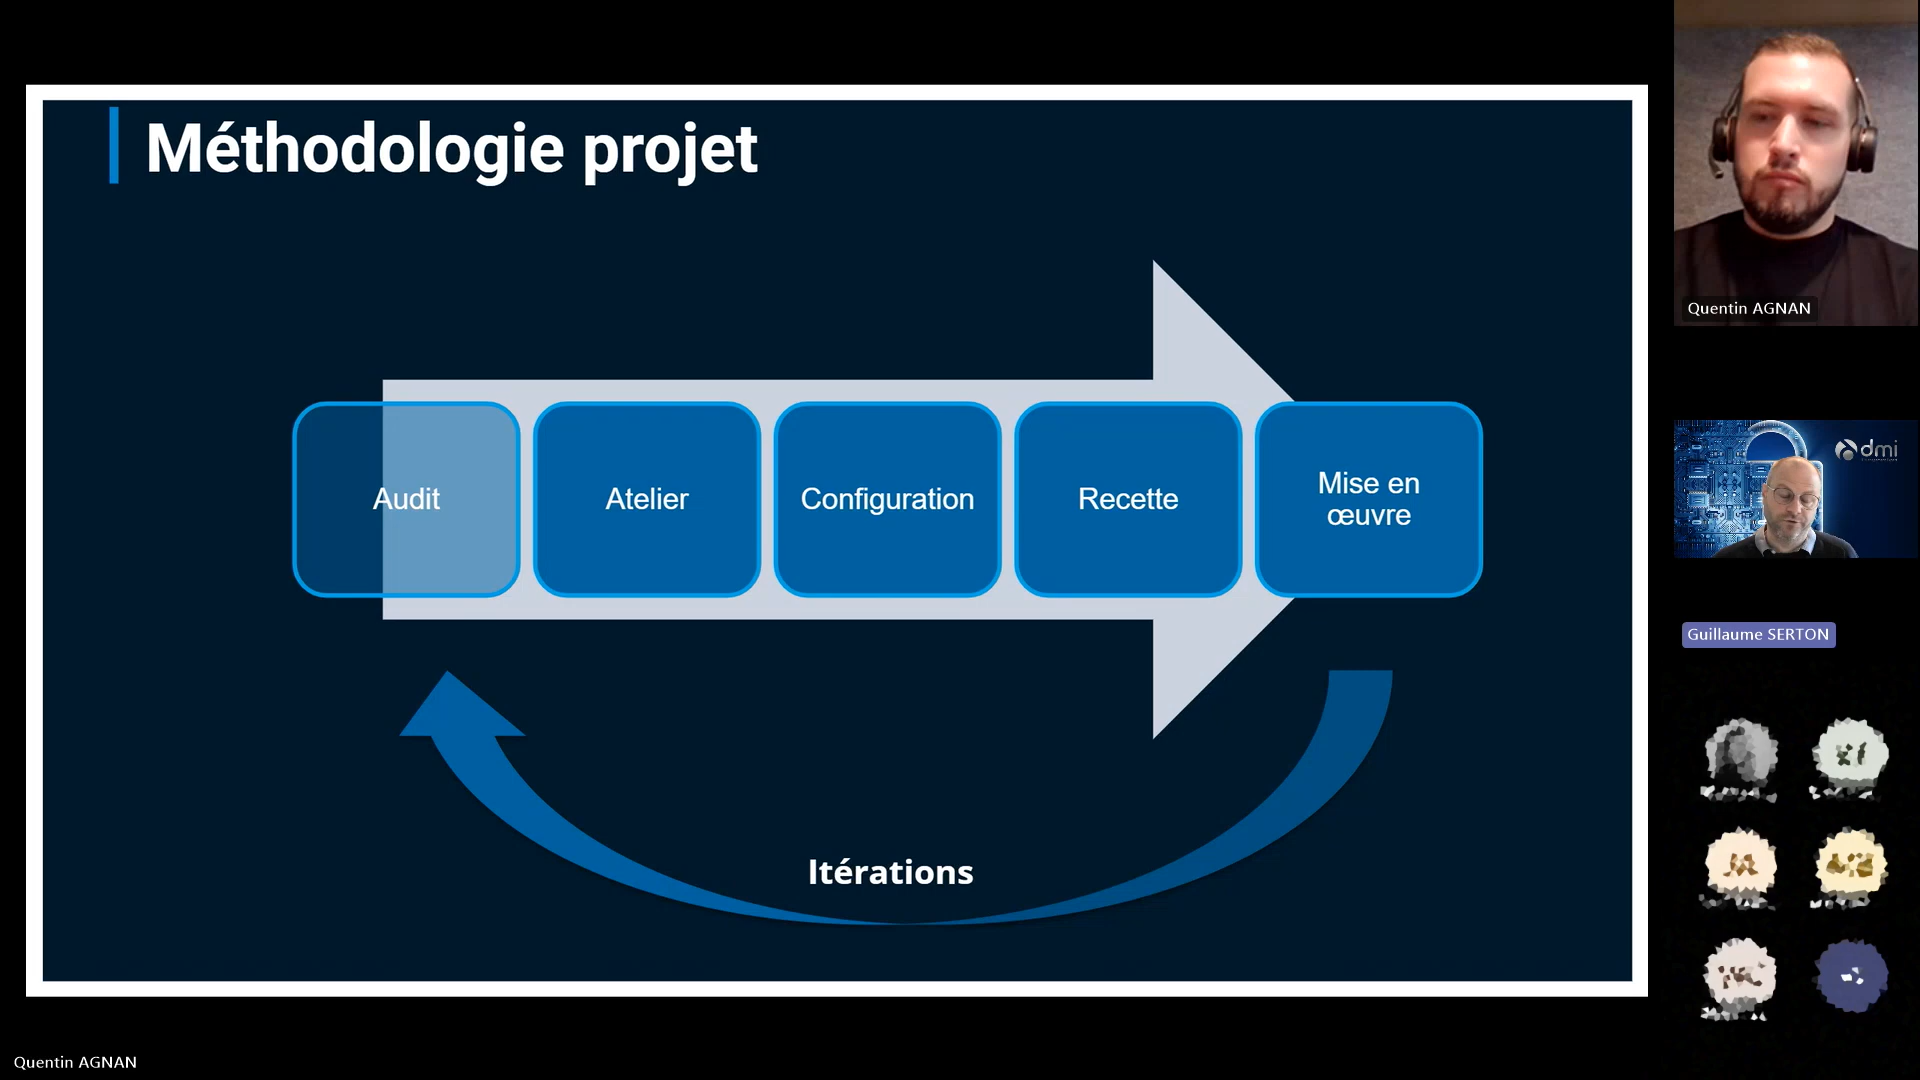 Méthodologie projet
Audit
Atelier
Configuration
Recette
Mise en
œuvre
Itérations
Quentin AGNAN
dmi
Guillaume SERTON
Quentin AGNAN